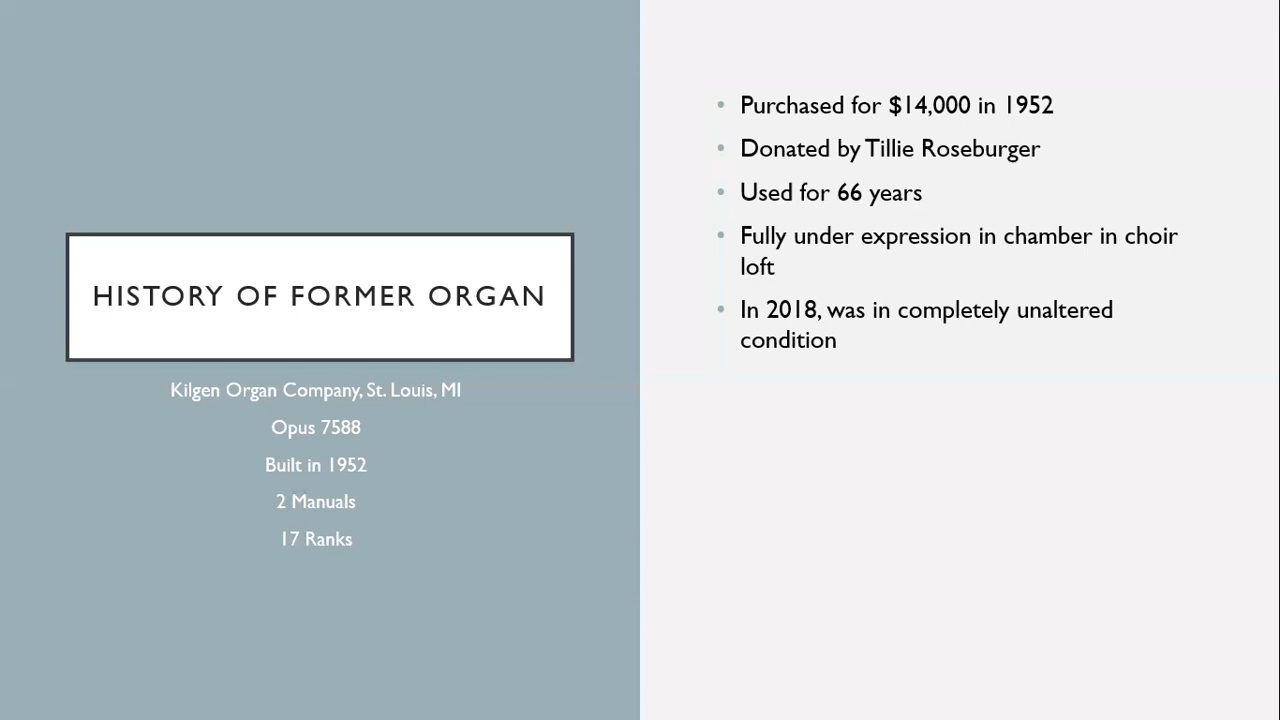 HISTORY OF FORMER ORGAN
Kilgen Organ Company, St. Louis, MI
Opus 7588
Built in 1952
2 Manuals
17 Ranks
• Purchased for $14,000 in 1952
• Donated by Tillie Roseburger
• Used for 66 years
• Fully under expression in chamber in choir
loft
• In 2018, was in completely unaltered
condition